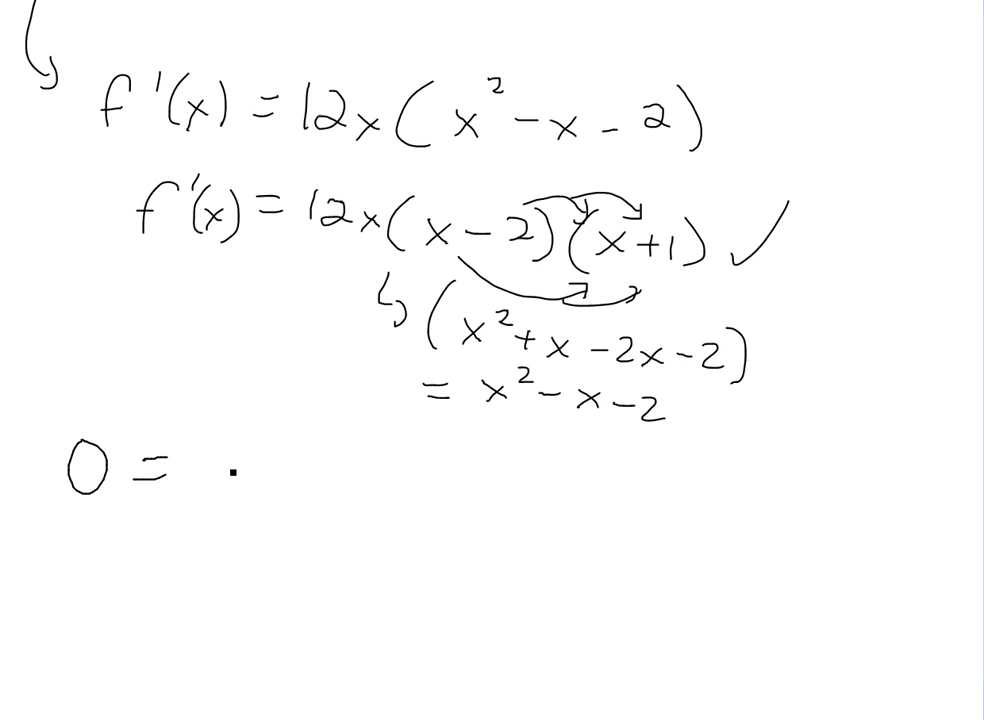 f'(x) = 12x(x² - x - 2)
f'(x) = 12x(x - 2)(x + 1) ✓
(x² + x - 2x - 2)
= x² - x - 2
0 = .